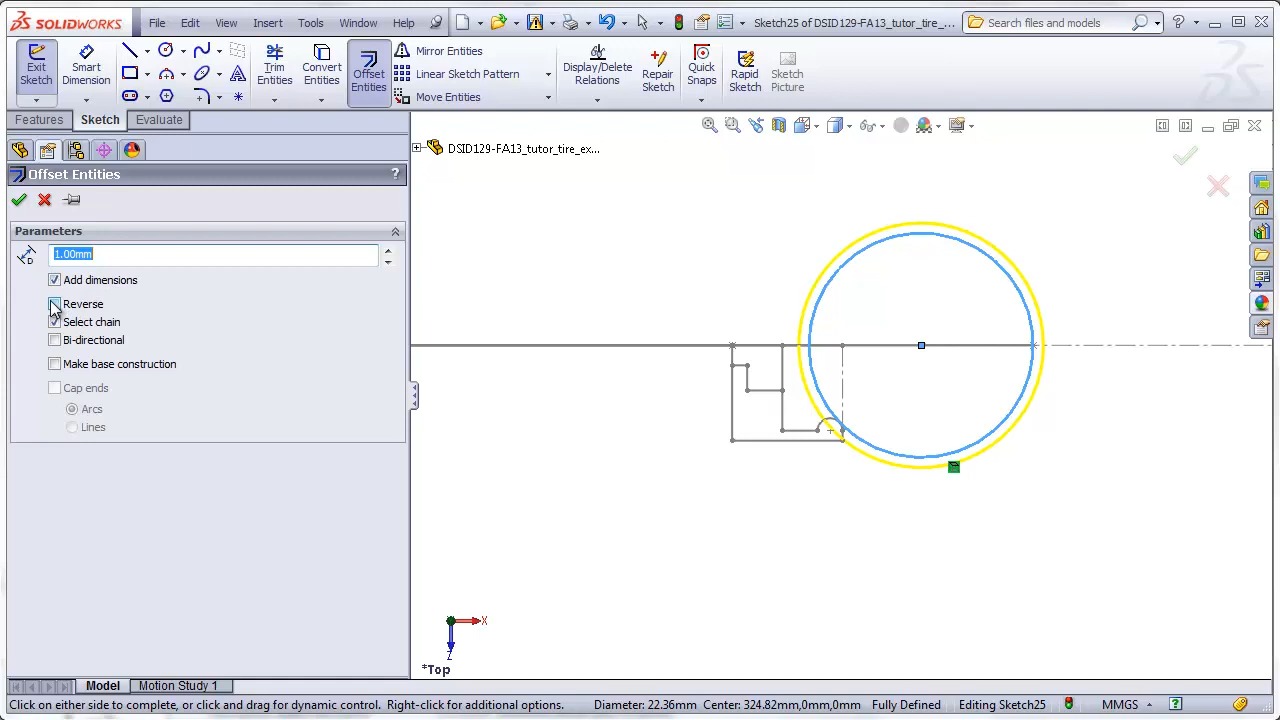 SOLIDWORKS File Edit View Insert Tools Window Help Sketch25 of DSID129-FA13_tutor_tire_ex... Search files and models
Exit Sketch
Smart Dimension
Trim Entities
Convert Entities
Offset Entities
Mirror Entities
Linear Sketch Pattern
Move Entities
Display/Delete Relations
Repair Sketch
Quick Snaps
Rapid Sketch
Sketch Picture
Features Sketch Evaluate
DSID129-FA13_tutor_tire_ex...
Offset Entities ?
Parameters
D 1.00mm
Add dimensions
Reverse
Select chain
Bi-directional
Make base construction
Cap ends
Arcs
Lines
X
Z
*Top
Model Motion Study 1
Click on either side to complete, or click and drag for dynamic control. Right-click for additional options. Diameter: 22.36mm Center: 324.82mm,0mm,0mm Fully Defined Editing Sketch25 MMGS ?